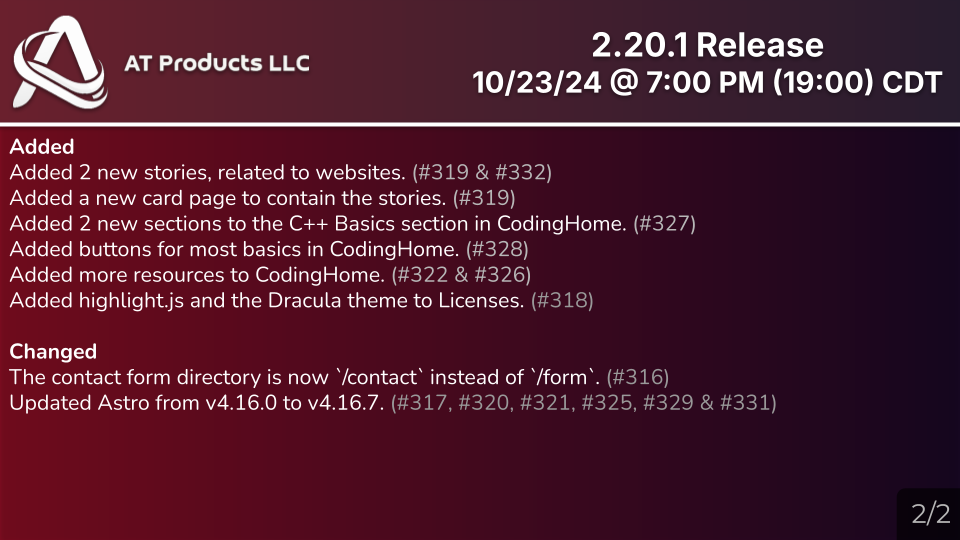 AT Products LLC
2.20.1 Release
10/23/24 @ 7:00 PM (19:00) CDT
Added
Added 2 new stories, related to websites. (#319 & #332)
Added a new card page to contain the stories. (#319)
Added 2 new sections to the C++ Basics section in CodingHome. (#327)
Added buttons for most basics in CodingHome. (#328)
Added more resources to CodingHome. (#322 & #326)
Added highlight.js and the Dracula theme to Licenses. (#318)
Changed
The contact form directory is now `/contact` instead of `/form`. (#316)
Updated Astro from v4.16.0 to v4.16.7. (#317, #320, #321, #325, #329 & #331)
2/2